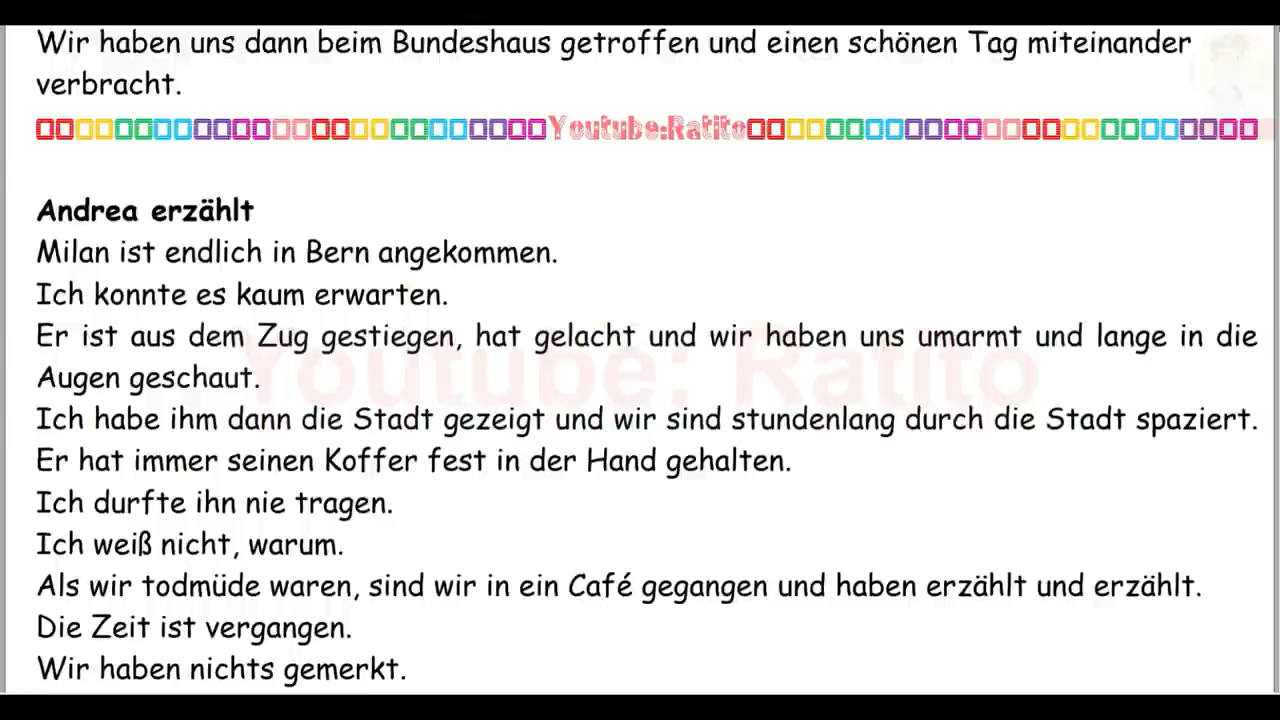 Wir haben uns dann beim Bundeshaus getroffen und einen schönen Tag miteinander
verbracht.
Youtube:Ratito
Andrea erzählt
Milan ist endlich in Bern angekommen.
Ich konnte es kaum erwarten.
Er ist aus dem Zug gestiegen, hat gelacht und wir haben uns umarmt und lange in die
Augen geschaut.
Youtube: Ratito
Ich habe ihm dann die Stadt gezeigt und wir sind stundenlang durch die Stadt spaziert.
Er hat immer seinen Koffer fest in der Hand gehalten.
Ich durfte ihn nie tragen.
Ich weiß nicht, warum.
Als wir todmüde waren, sind wir in ein Café gegangen und haben erzählt und erzählt.
Die Zeit ist vergangen.
Wir haben nichts gemerkt.